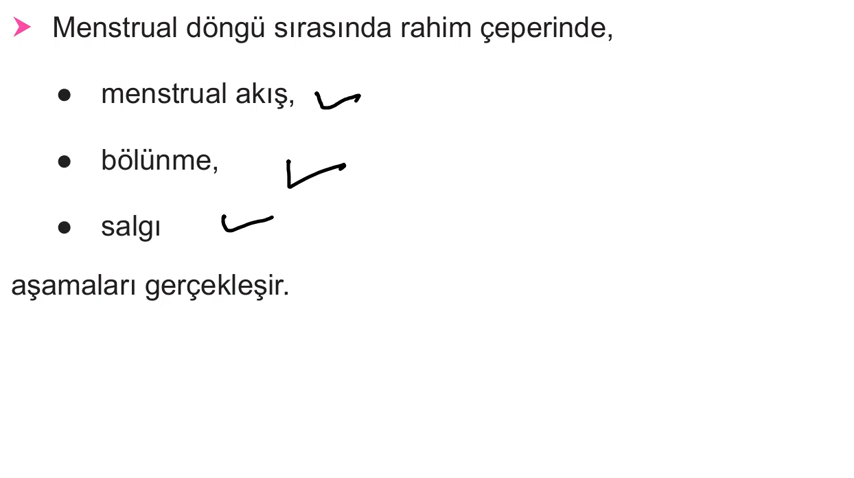 Menstrual döngü sırasında rahim çeperinde,
menstrual akış,
bölünme,
salgı
aşamaları gerçekleşir.